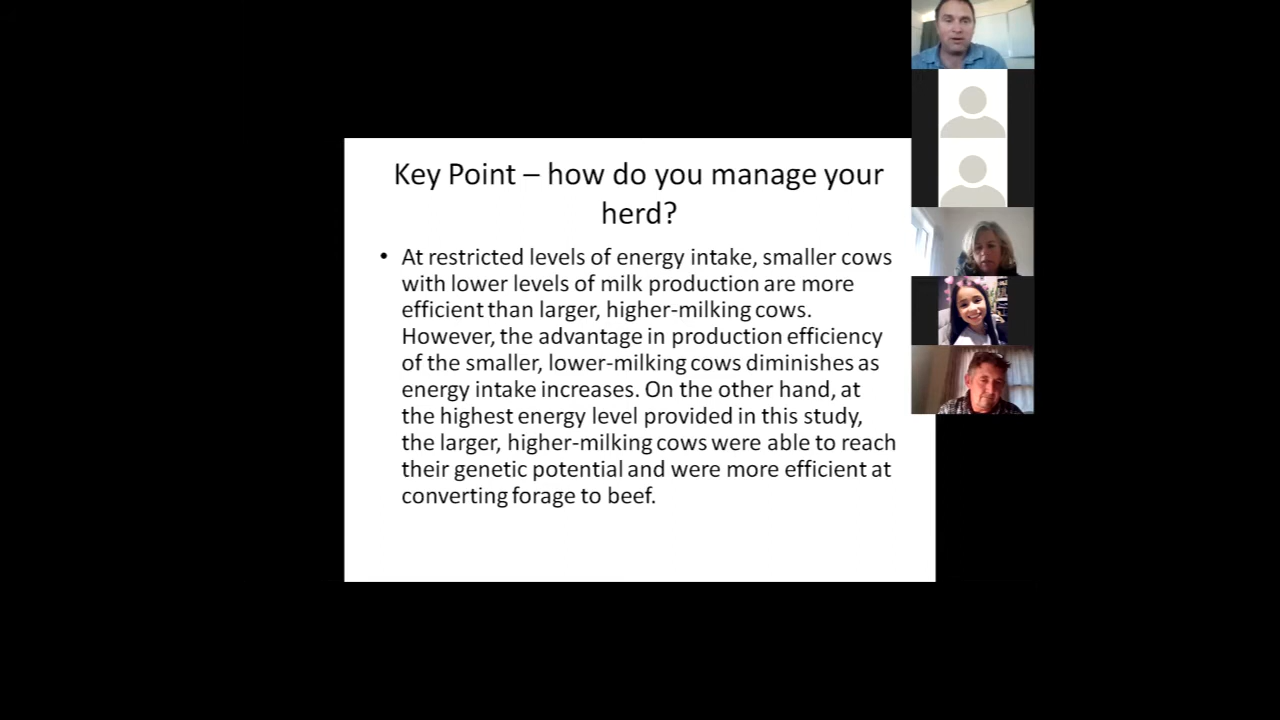 Key Point – how do you manage your
herd?
• At restricted levels of energy intake, smaller cows
with lower levels of milk production are more
efficient than larger, higher-milking cows.
However, the advantage in production efficiency
of the smaller, lower-milking cows diminishes as
energy intake increases. On the other hand, at
the highest energy level provided in this study,
the larger, higher-milking cows were able to reach
their genetic potential and were more efficient at
converting forage to beef.